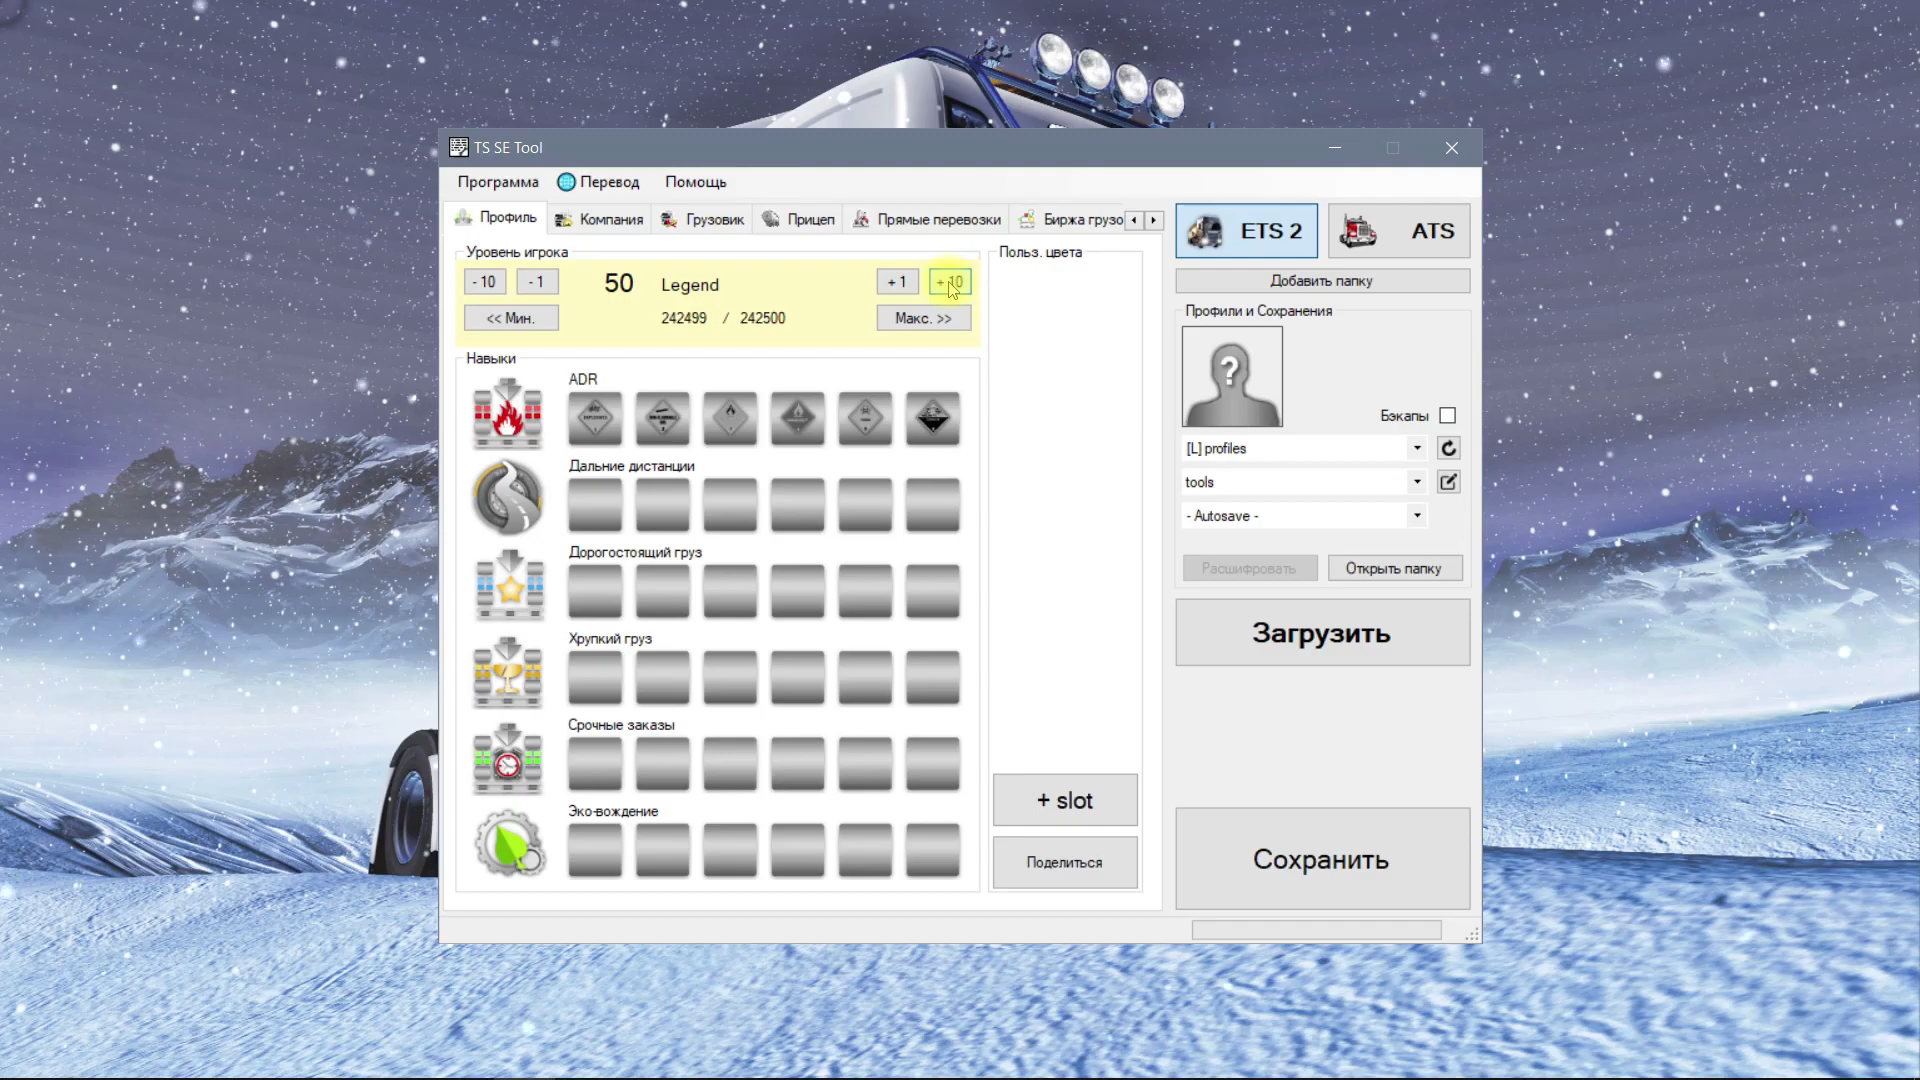 TS SE Tool
Программа Перевод Помощь
Профиль Компания Грузовик Прицеп Прямые перевозки Биржа грузо
Уровень игрока
- 10 - 1 50 Legend + 1 + 10
<< Мин. 242499 / 242500 Макс. >>
Навыки
ADR
Дальние дистанции
Дорогостоящий груз
Хрупкий груз
Срочные заказы
Эко-вождение
Польз. цвета
+ slot
Поделиться
ETS 2 ATS
Добавить папку
Профили и Сохранения
?
Бэкапы
[L] profiles
tools
- Autosave -
Расшифровать Открыть папку
Загрузить
Сохранить